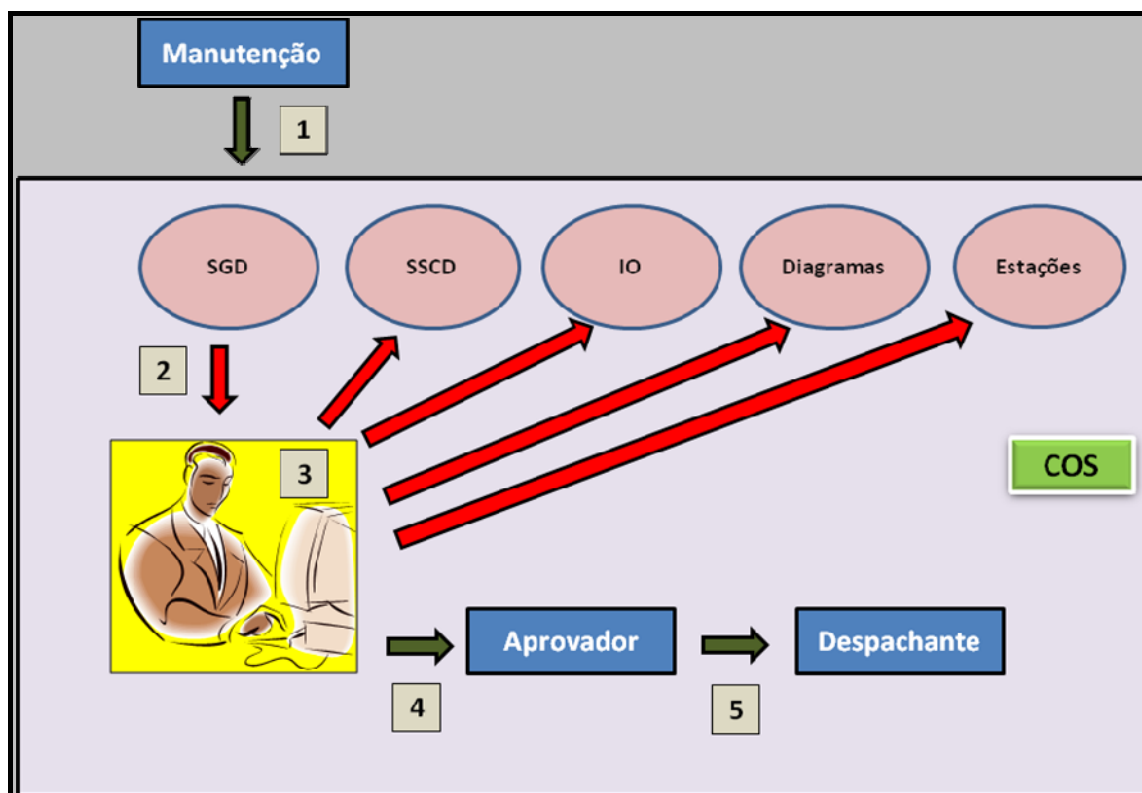 Manutenção
1
SGD
SSCD
IO
Diagramas
Estações
2
3
COS
Aprovador
Despachante
4
5